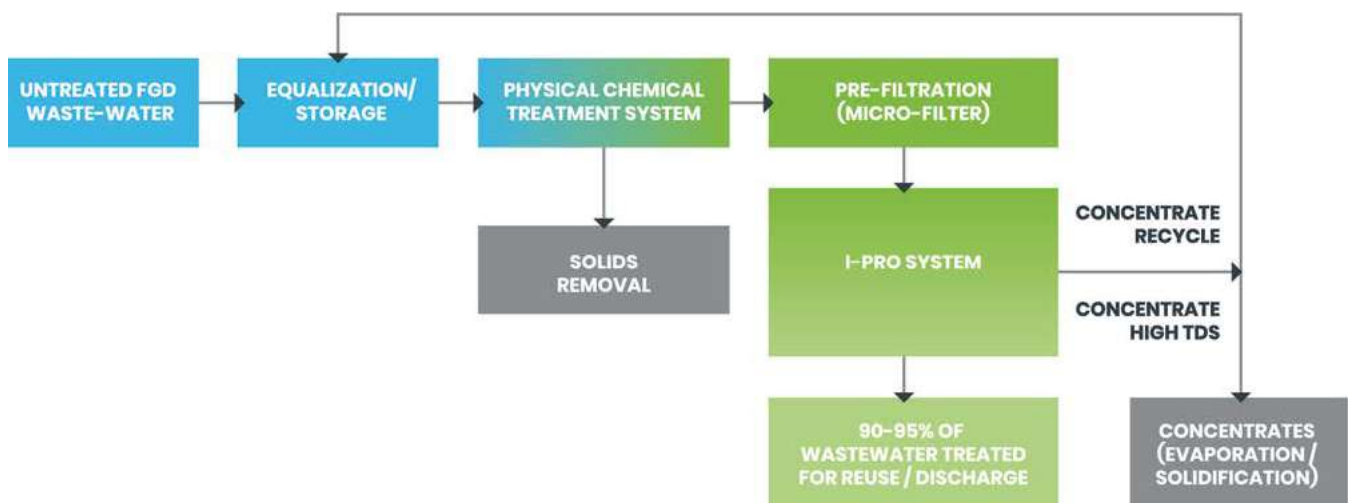 UNTREATED FGD
WASTE-WATER
EQUALIZATION/
STORAGE
PHYSICAL CHEMICAL
TREATMENT SYSTEM
PRE-FILTRATION
(MICRO-FILTER)
SOLIDS
REMOVAL
I-PRO SYSTEM
CONCENTRATE
RECYCLE
CONCENTRATE
HIGH TDS
90-95% OF
WASTEWATER TREATED
FOR REUSE / DISCHARGE
CONCENTRATES
(EVAPORATION /
SOLIDIFICATION)